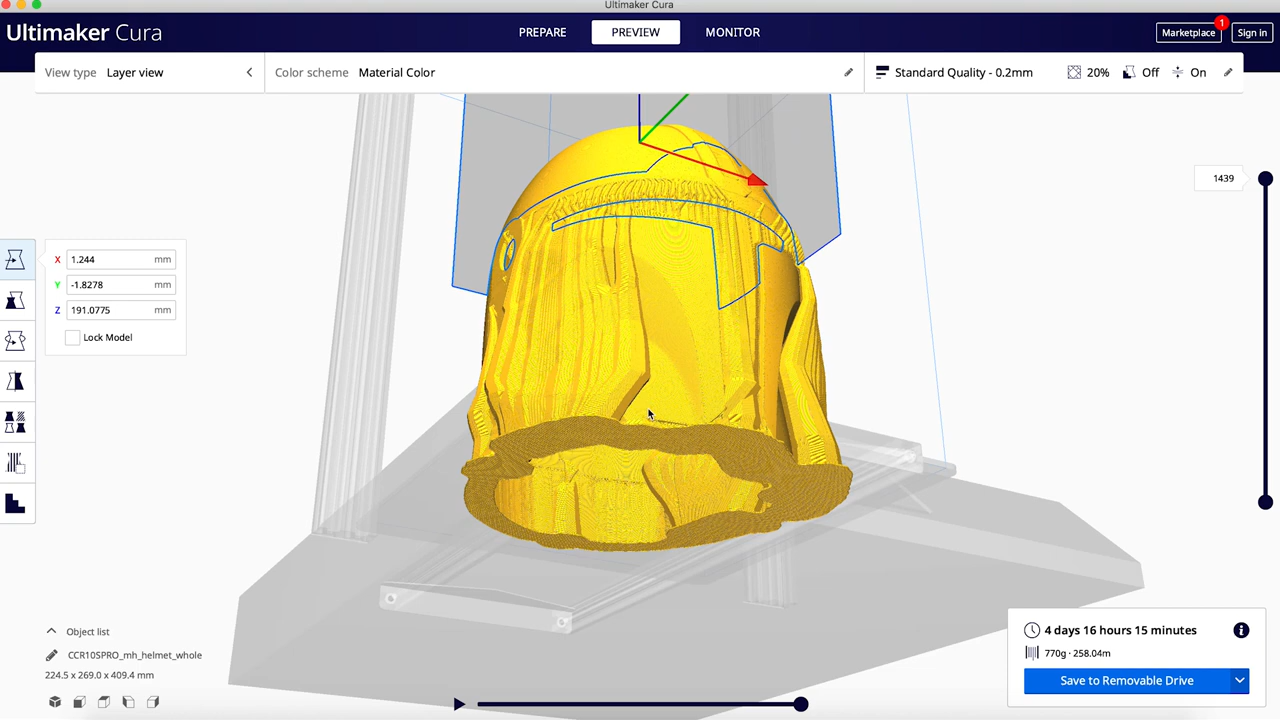 Ultimaker Cura
Ultimaker Cura
PREPARE
PREVIEW
MONITOR
Marketplace
1
Sign in
View type Layer view
Color scheme Material Color
Standard Quality - 0.2mm
20%
Off
On
1439
X 1.244 mm
Y -1.8278 mm
Z 191.0775 mm
Lock Model
Object list
CCR10SPRO_mh_helmet_whole
224.5 x 269.0 x 409.4 mm
4 days 16 hours 15 minutes
770g · 258.04m
Save to Removable Drive